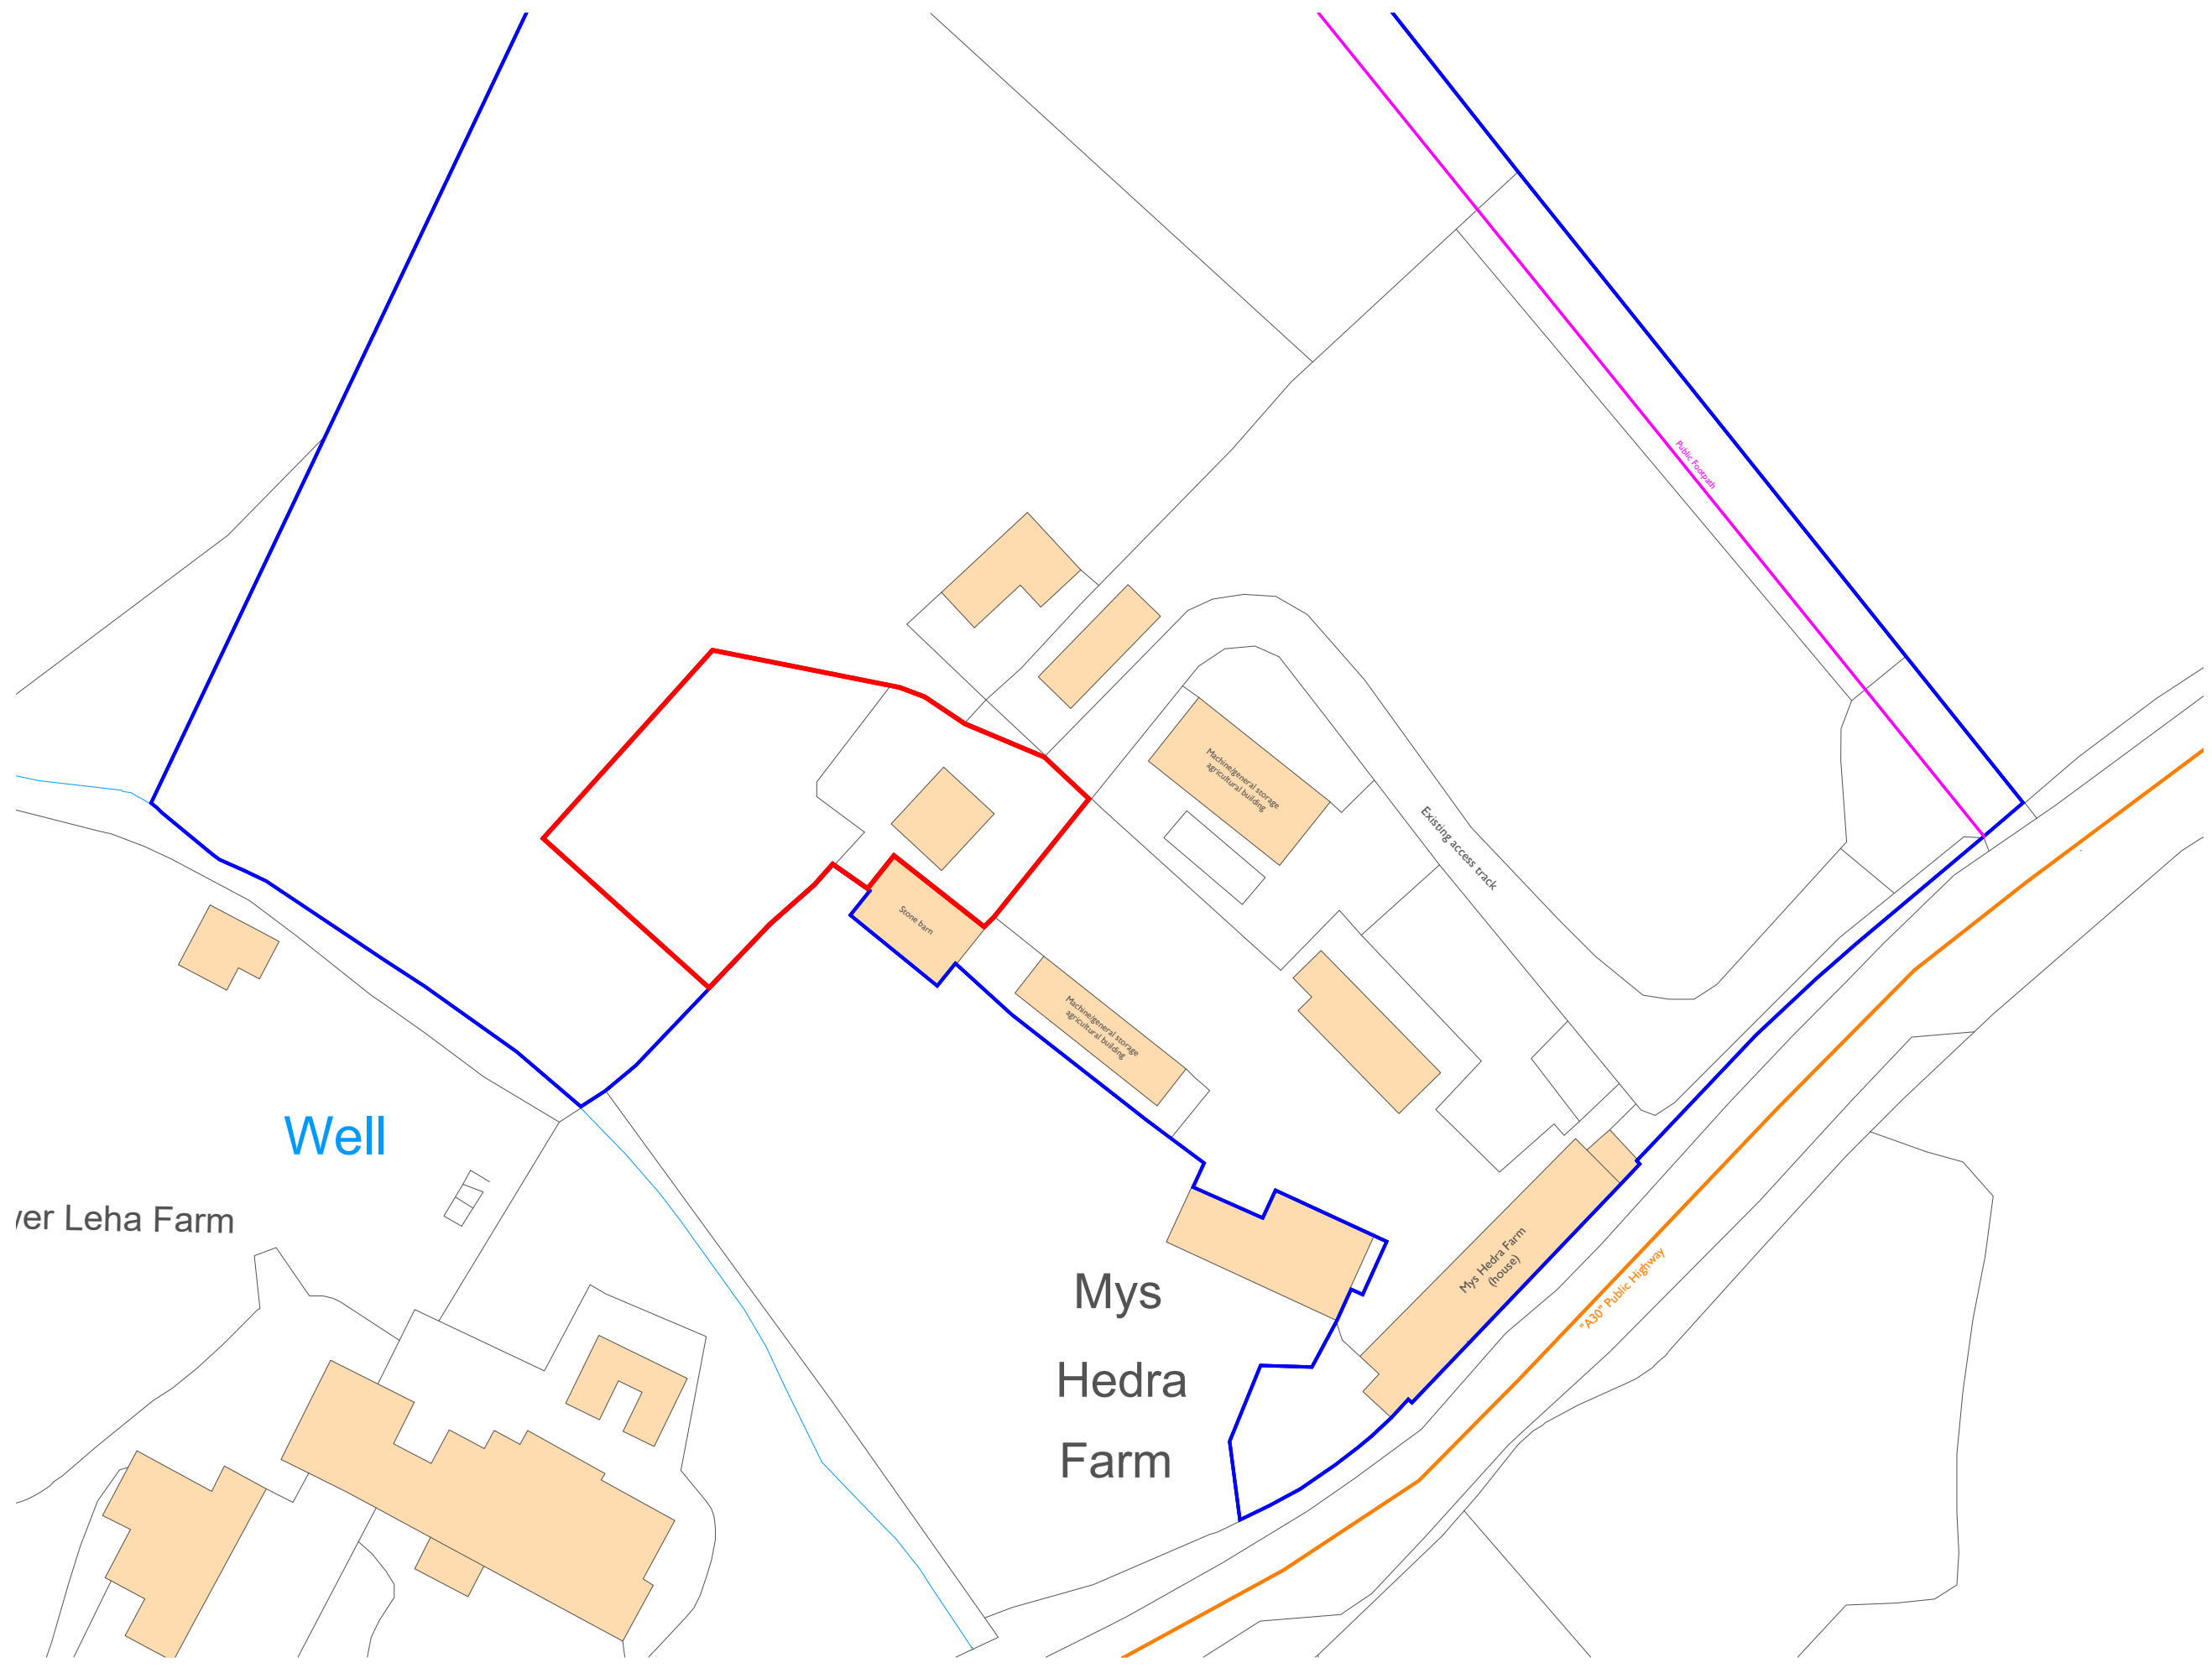 Public Footpath
Machine/general storage
agricultural building
Existing access track
Stone barn
Machine/general storage
agricultural building
Well
er Leha Farm
Mys Hedra Farm
(house)
"A30" Public Highway
Mys
Hedra
Farm